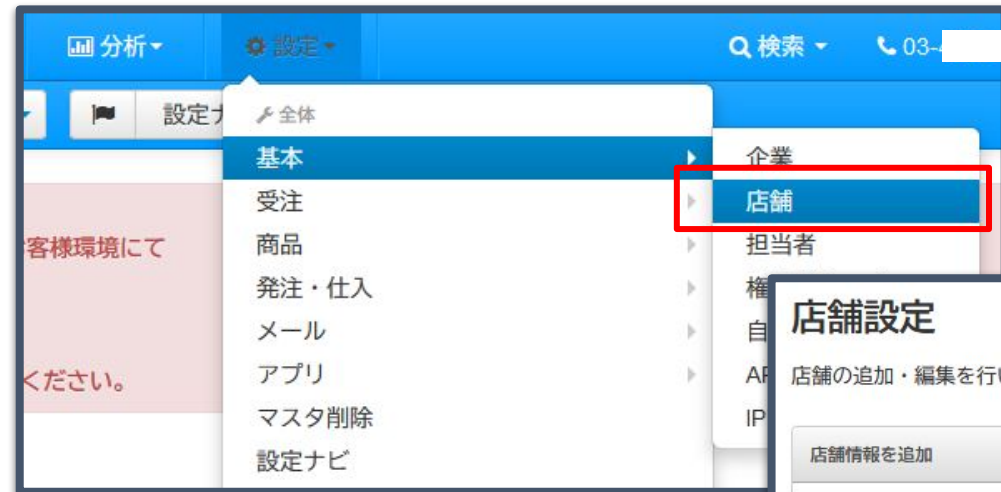 分析 設定 検索 03-
設定
全体
基本
受注
商品
発注・仕入
メール
アプリ
マスタ削除
設定ナビ
企業
店舗
担当者
権
自
客様環境にて
ください。
店舗設定
店舗の追加・編集を行
店舗情報を追加